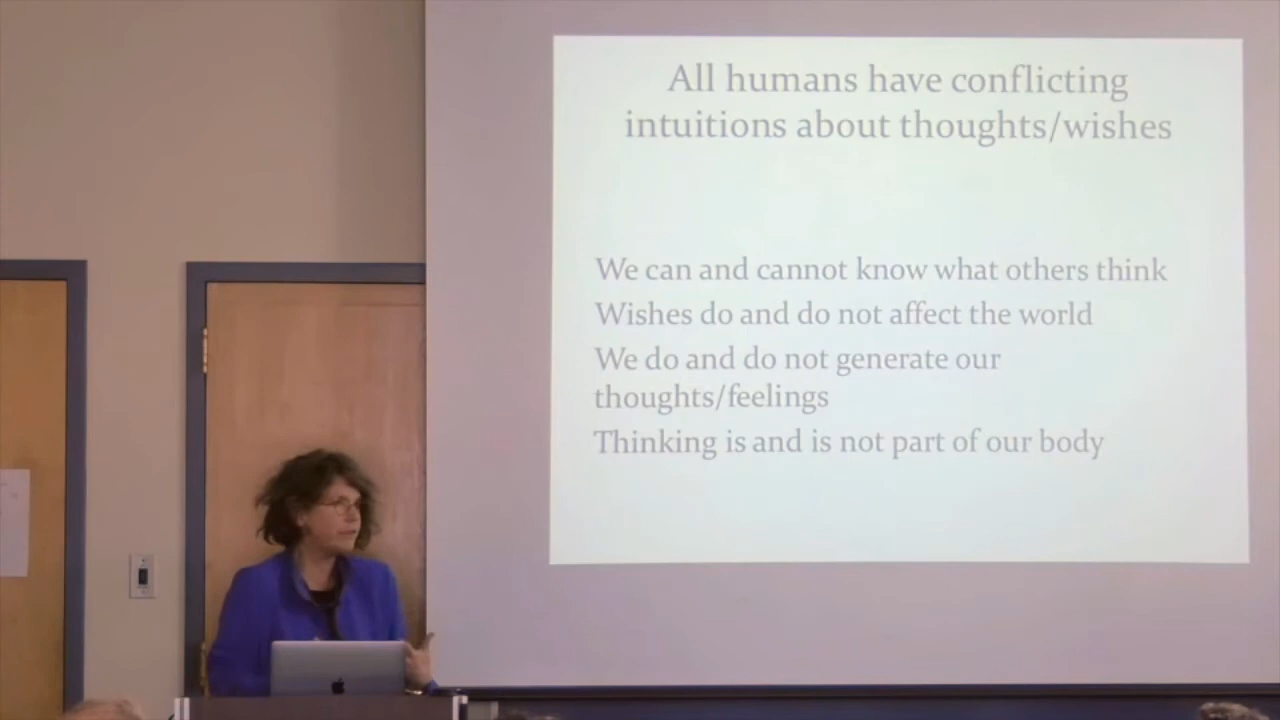 All humans have conflicting
intuitions about thoughts/wishes
We can and cannot know what others think
Wishes do and do not affect the world
We do and do not generate our
thoughts/feelings
Thinking is and is not part of our body